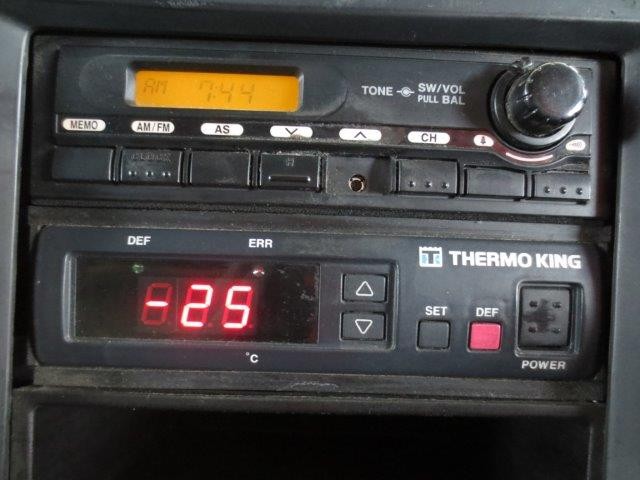 AM 7:44
TONE SW/VOL
PULL BAL
MEMO AM/FM AS CH
CLOCK H
DEF ERR
THERMO KING
-25
SET DEF
°C
POWER